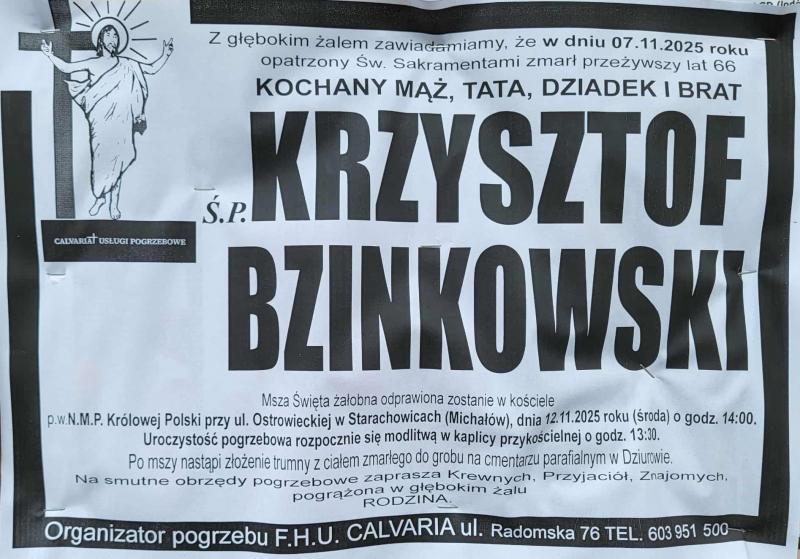 Z głębokim żalem zawiadamiamy, że w dniu 07.11.2025 roku
opatrzony Św. Sakramentami zmarł przeżywszy lat 66
KOCHANY MĄŻ, TATA, DZIADEK I BRAT
Ś.P. KRZYSZTOF
BZINKOWSKI
CALVARIA USŁUGI POGRZEBOWE
Msza Święta żałobna odprawiona zostanie w kościele
p.w.N.M.P. Królowej Polski przy ul. Ostrowieckiej w Starachowicach (Michałów), dnia 12.11.2025 roku (środa) o godz. 14:00.
Uroczystość pogrzebowa rozpocznie się modlitwą w kaplicy przykościelnej o godz. 13:30.
Po mszy nastąpi złożenie trumny z ciałem zmarłego do grobu na cmentarzu parafialnym w Dziurowie.
Na smutne obrzędy pogrzebowe zaprasza Krewnych, Przyjaciół, Znajomych,
pogrążona w głębokim żalu
RODZINA.
Organizator pogrzebu F.H.U. CALVARIA ul. Radomska 76 TEL. 603 951 500